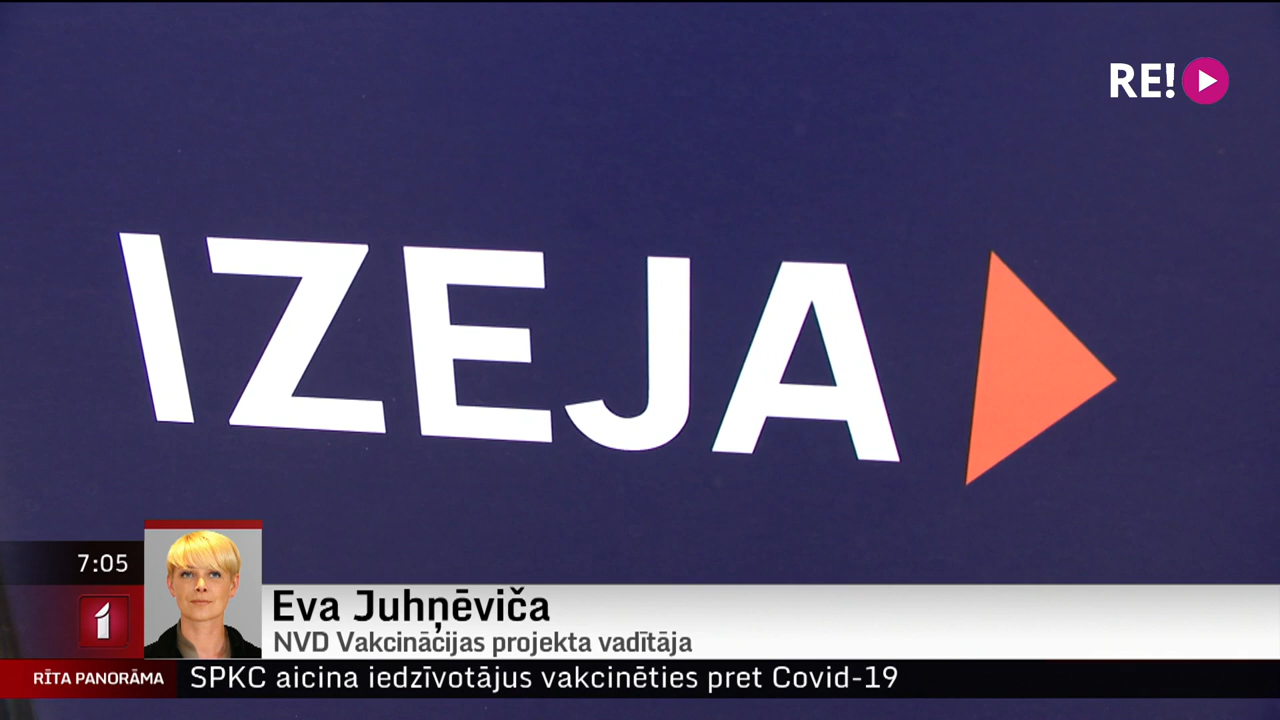 RE!
IZEJA
7:05
1
Eva Juhņēviča
NVD Vakcinācijas projekta vadītāja
RĪTA PANORĀMA
SPKC aicina iedzīvotājus vakcinēties pret Covid-19